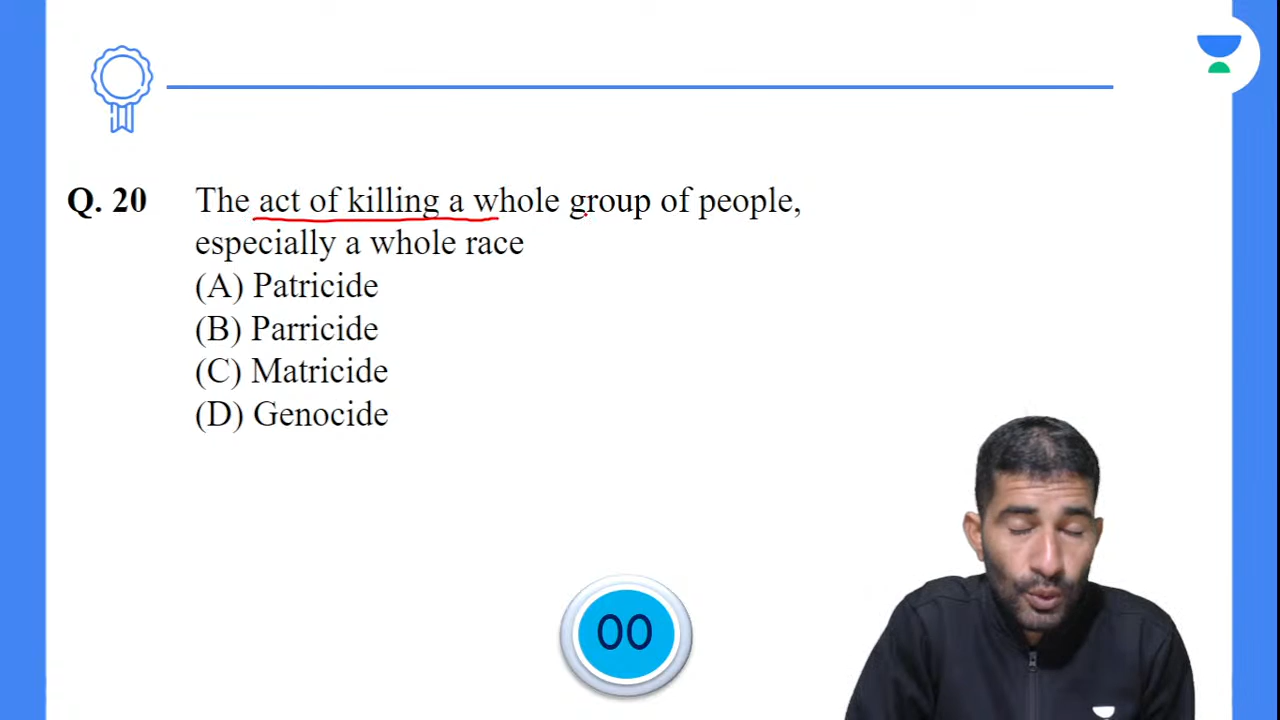 Q. 20 The act of killing a whole group of people,
especially a whole race
(A) Patricide
(B) Parricide
(C) Matricide
(D) Genocide
00